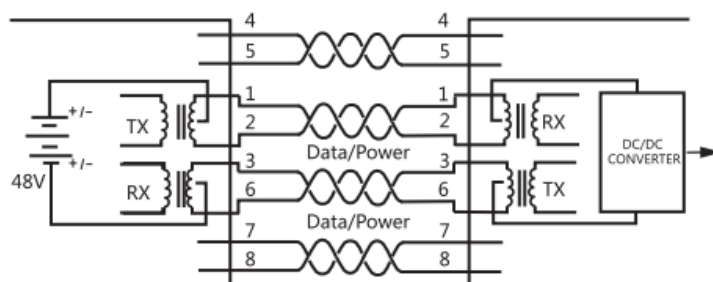 4 4
5 5
+/− 1 1
TX 2 2 RX
Data/Power
DC/DC
CONVERTER
+/− 3 3
48V RX 6 6 TX
Data/Power
7 7
8 8